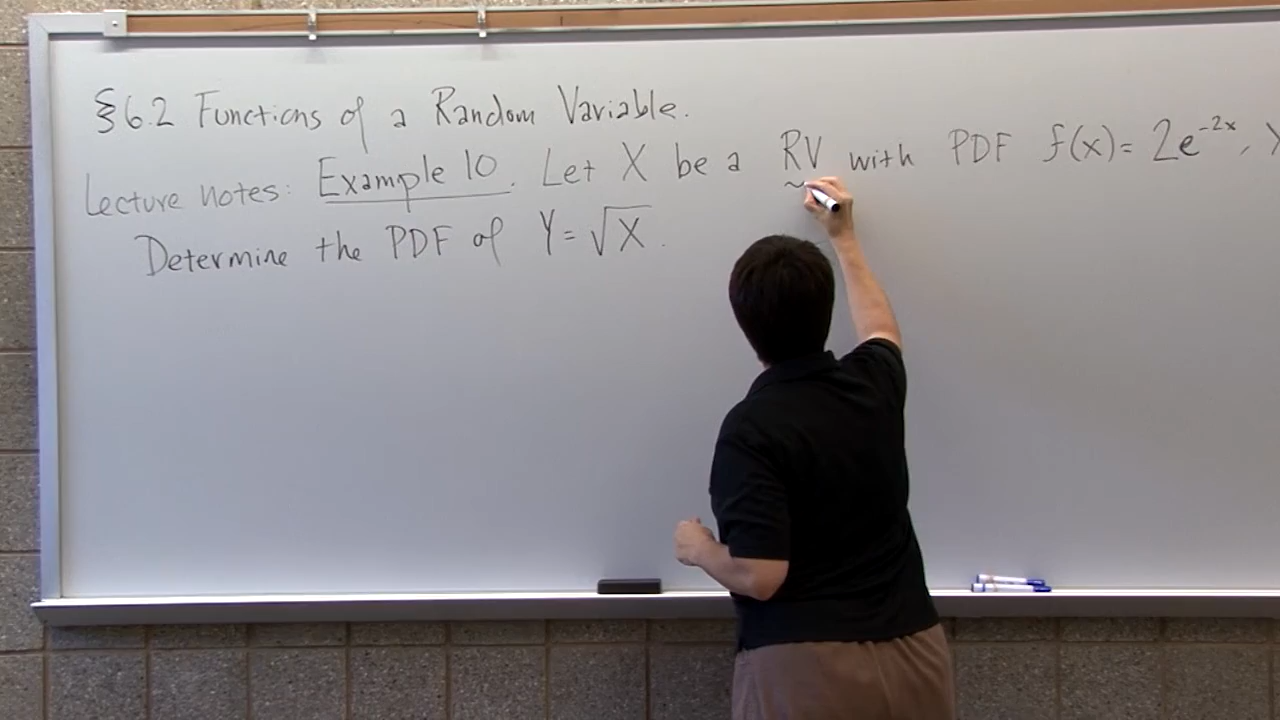 §6.2 Functions of a Random Variable.
Lecture notes: Example 10. Let X be a RV with PDF f(x)= 2e^{-2x},
Determine the PDF of Y=√X.